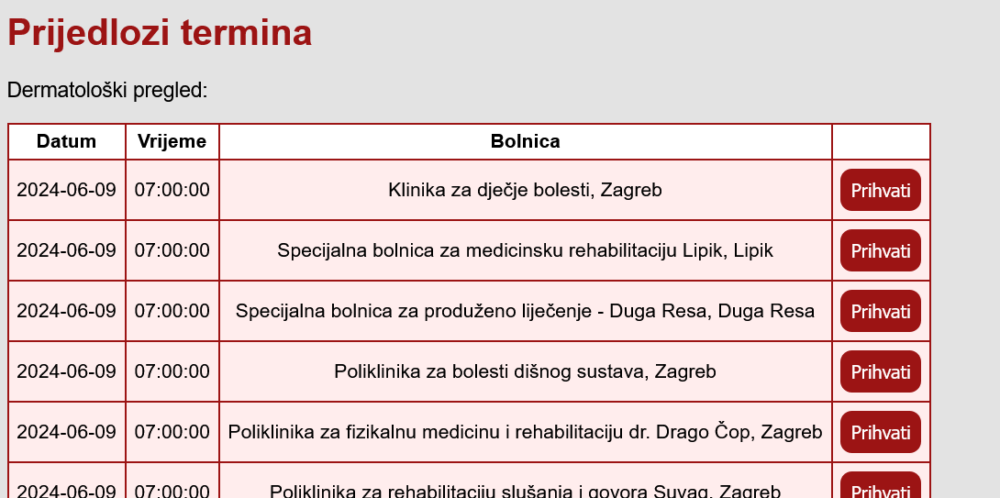 Prijedlozi termina
Dermatološki pregled:
Datum Vrijeme Bolnica
2024-06-09 07:00:00 Klinika za dječje bolesti, Zagreb Prihvati
2024-06-09 07:00:00 Specijalna bolnica za medicinsku rehabilitaciju Lipik, Lipik Prihvati
2024-06-09 07:00:00 Specijalna bolnica za produženo liječenje - Duga Resa, Duga Resa Prihvati
2024-06-09 07:00:00 Poliklinika za bolesti dišnog sustava, Zagreb Prihvati
2024-06-09 07:00:00 Poliklinika za fizikalnu medicinu i rehabilitaciju dr. Drago Čop, Zagreb Prihvati
2024-06-09 07:00:00 Poliklinika za rehabilitaciju slušanja i govora Suvag, Zagreb Prihvati